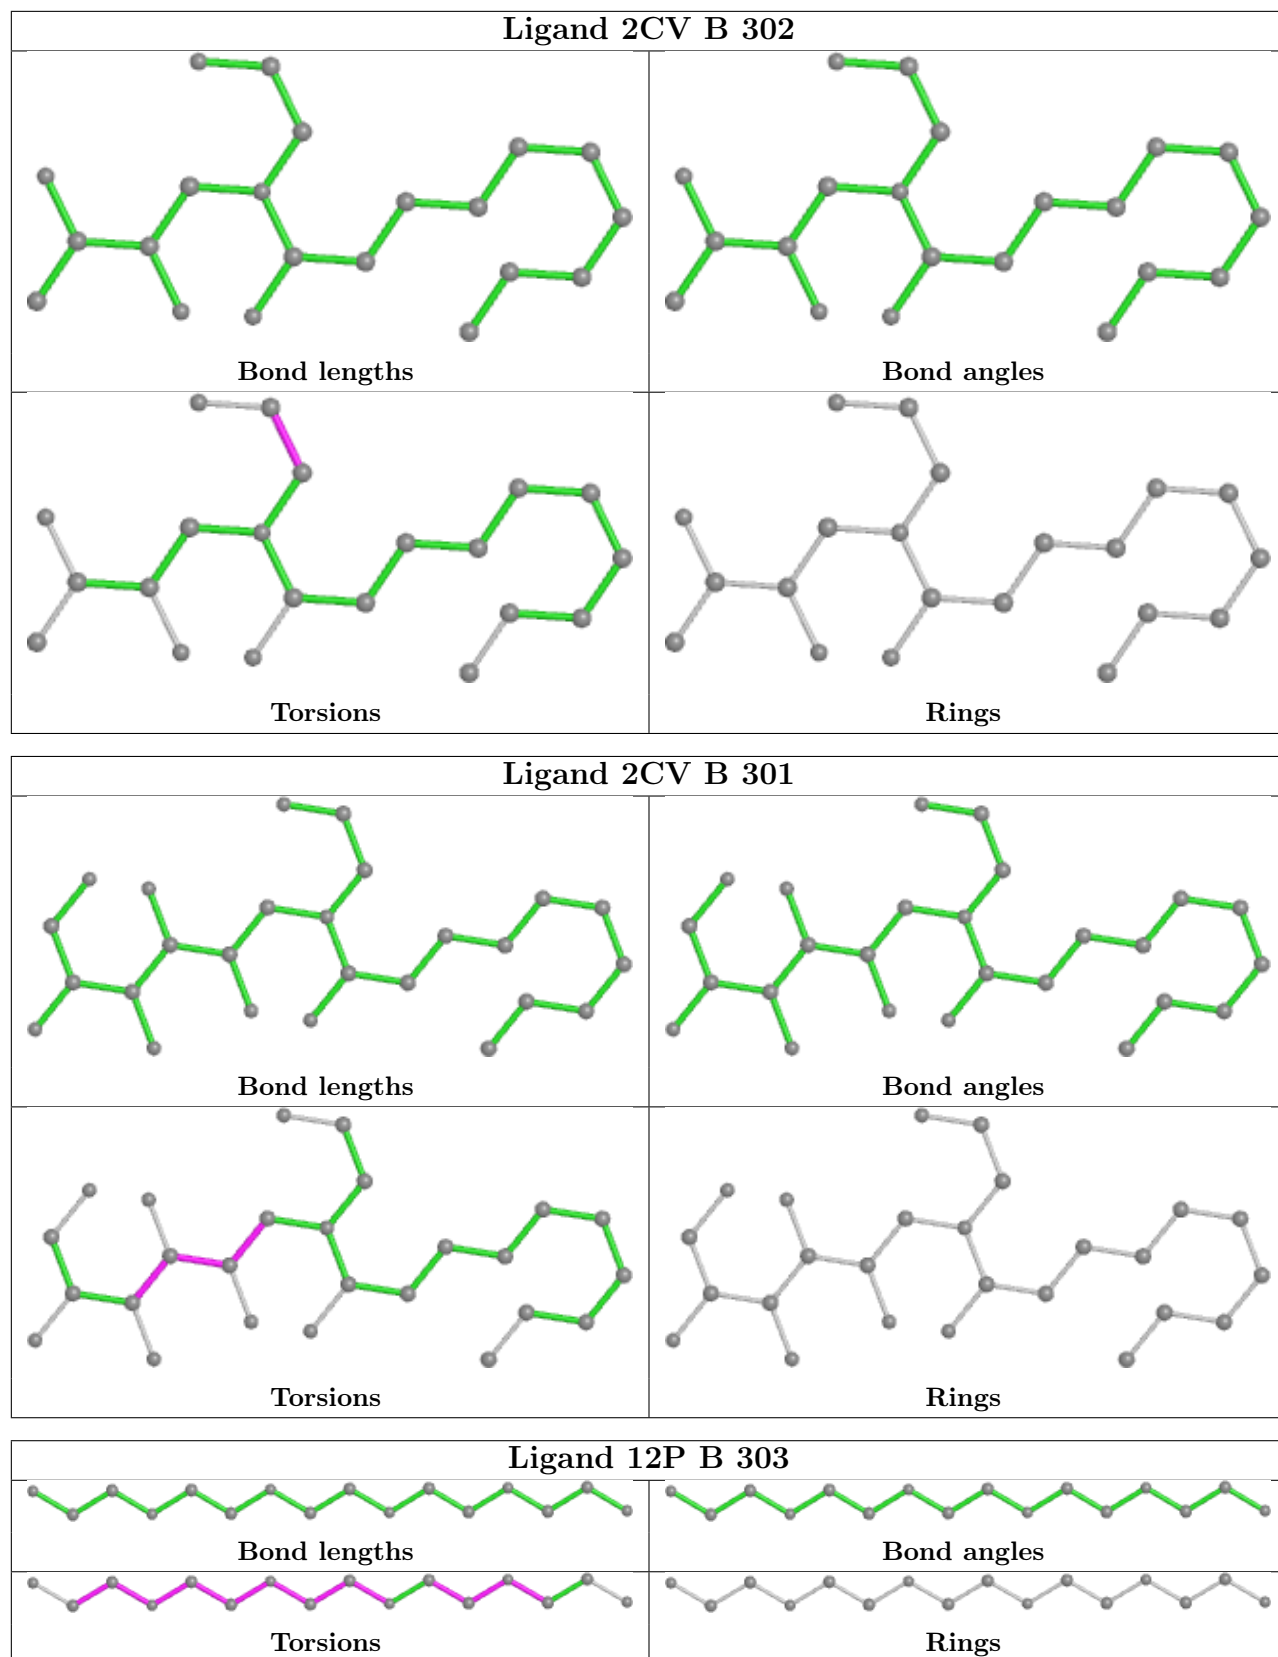 Ligand 2CV B 302
Bond lengths
Bond angles
Torsions
Rings
Ligand 2CV B 301
Bond lengths
Bond angles
Torsions
Rings
Ligand 12P B 303
Bond lengths
Bond angles
Torsions
Rings